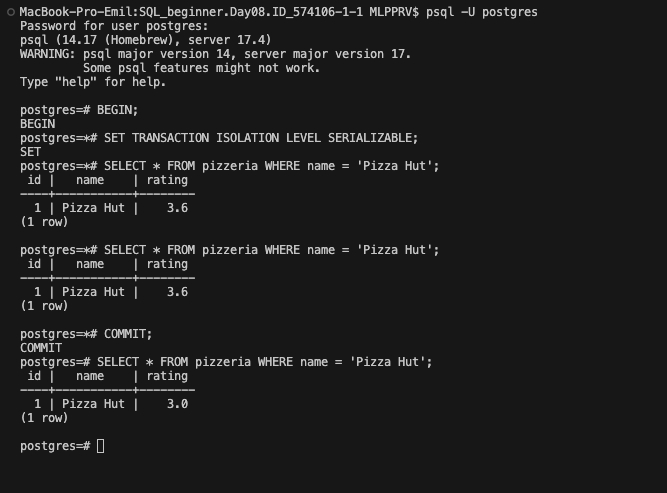 MacBook-Pro-Emil:SQL_beginner.Day08.ID_574106-1-1 MLPPRV$ psql -U postgres
Password for user postgres:
psql (14.17 (Homebrew), server 17.4)
WARNING: psql major version 14, server major version 17.
         Some psql features might not work.
Type "help" for help.

postgres=# BEGIN;
BEGIN
postgres=*# SET TRANSACTION ISOLATION LEVEL SERIALIZABLE;
SET
postgres=*# SELECT * FROM pizzeria WHERE name = 'Pizza Hut';
 id |   name    | rating
----+-----------+--------
  1 | Pizza Hut |    3.6
(1 row)

postgres=*# SELECT * FROM pizzeria WHERE name = 'Pizza Hut';
 id |   name    | rating
----+-----------+--------
  1 | Pizza Hut |    3.6
(1 row)

postgres=*# COMMIT;
COMMIT
postgres=# SELECT * FROM pizzeria WHERE name = 'Pizza Hut';
 id |   name    | rating
----+-----------+--------
  1 | Pizza Hut |    3.0
(1 row)

postgres=#